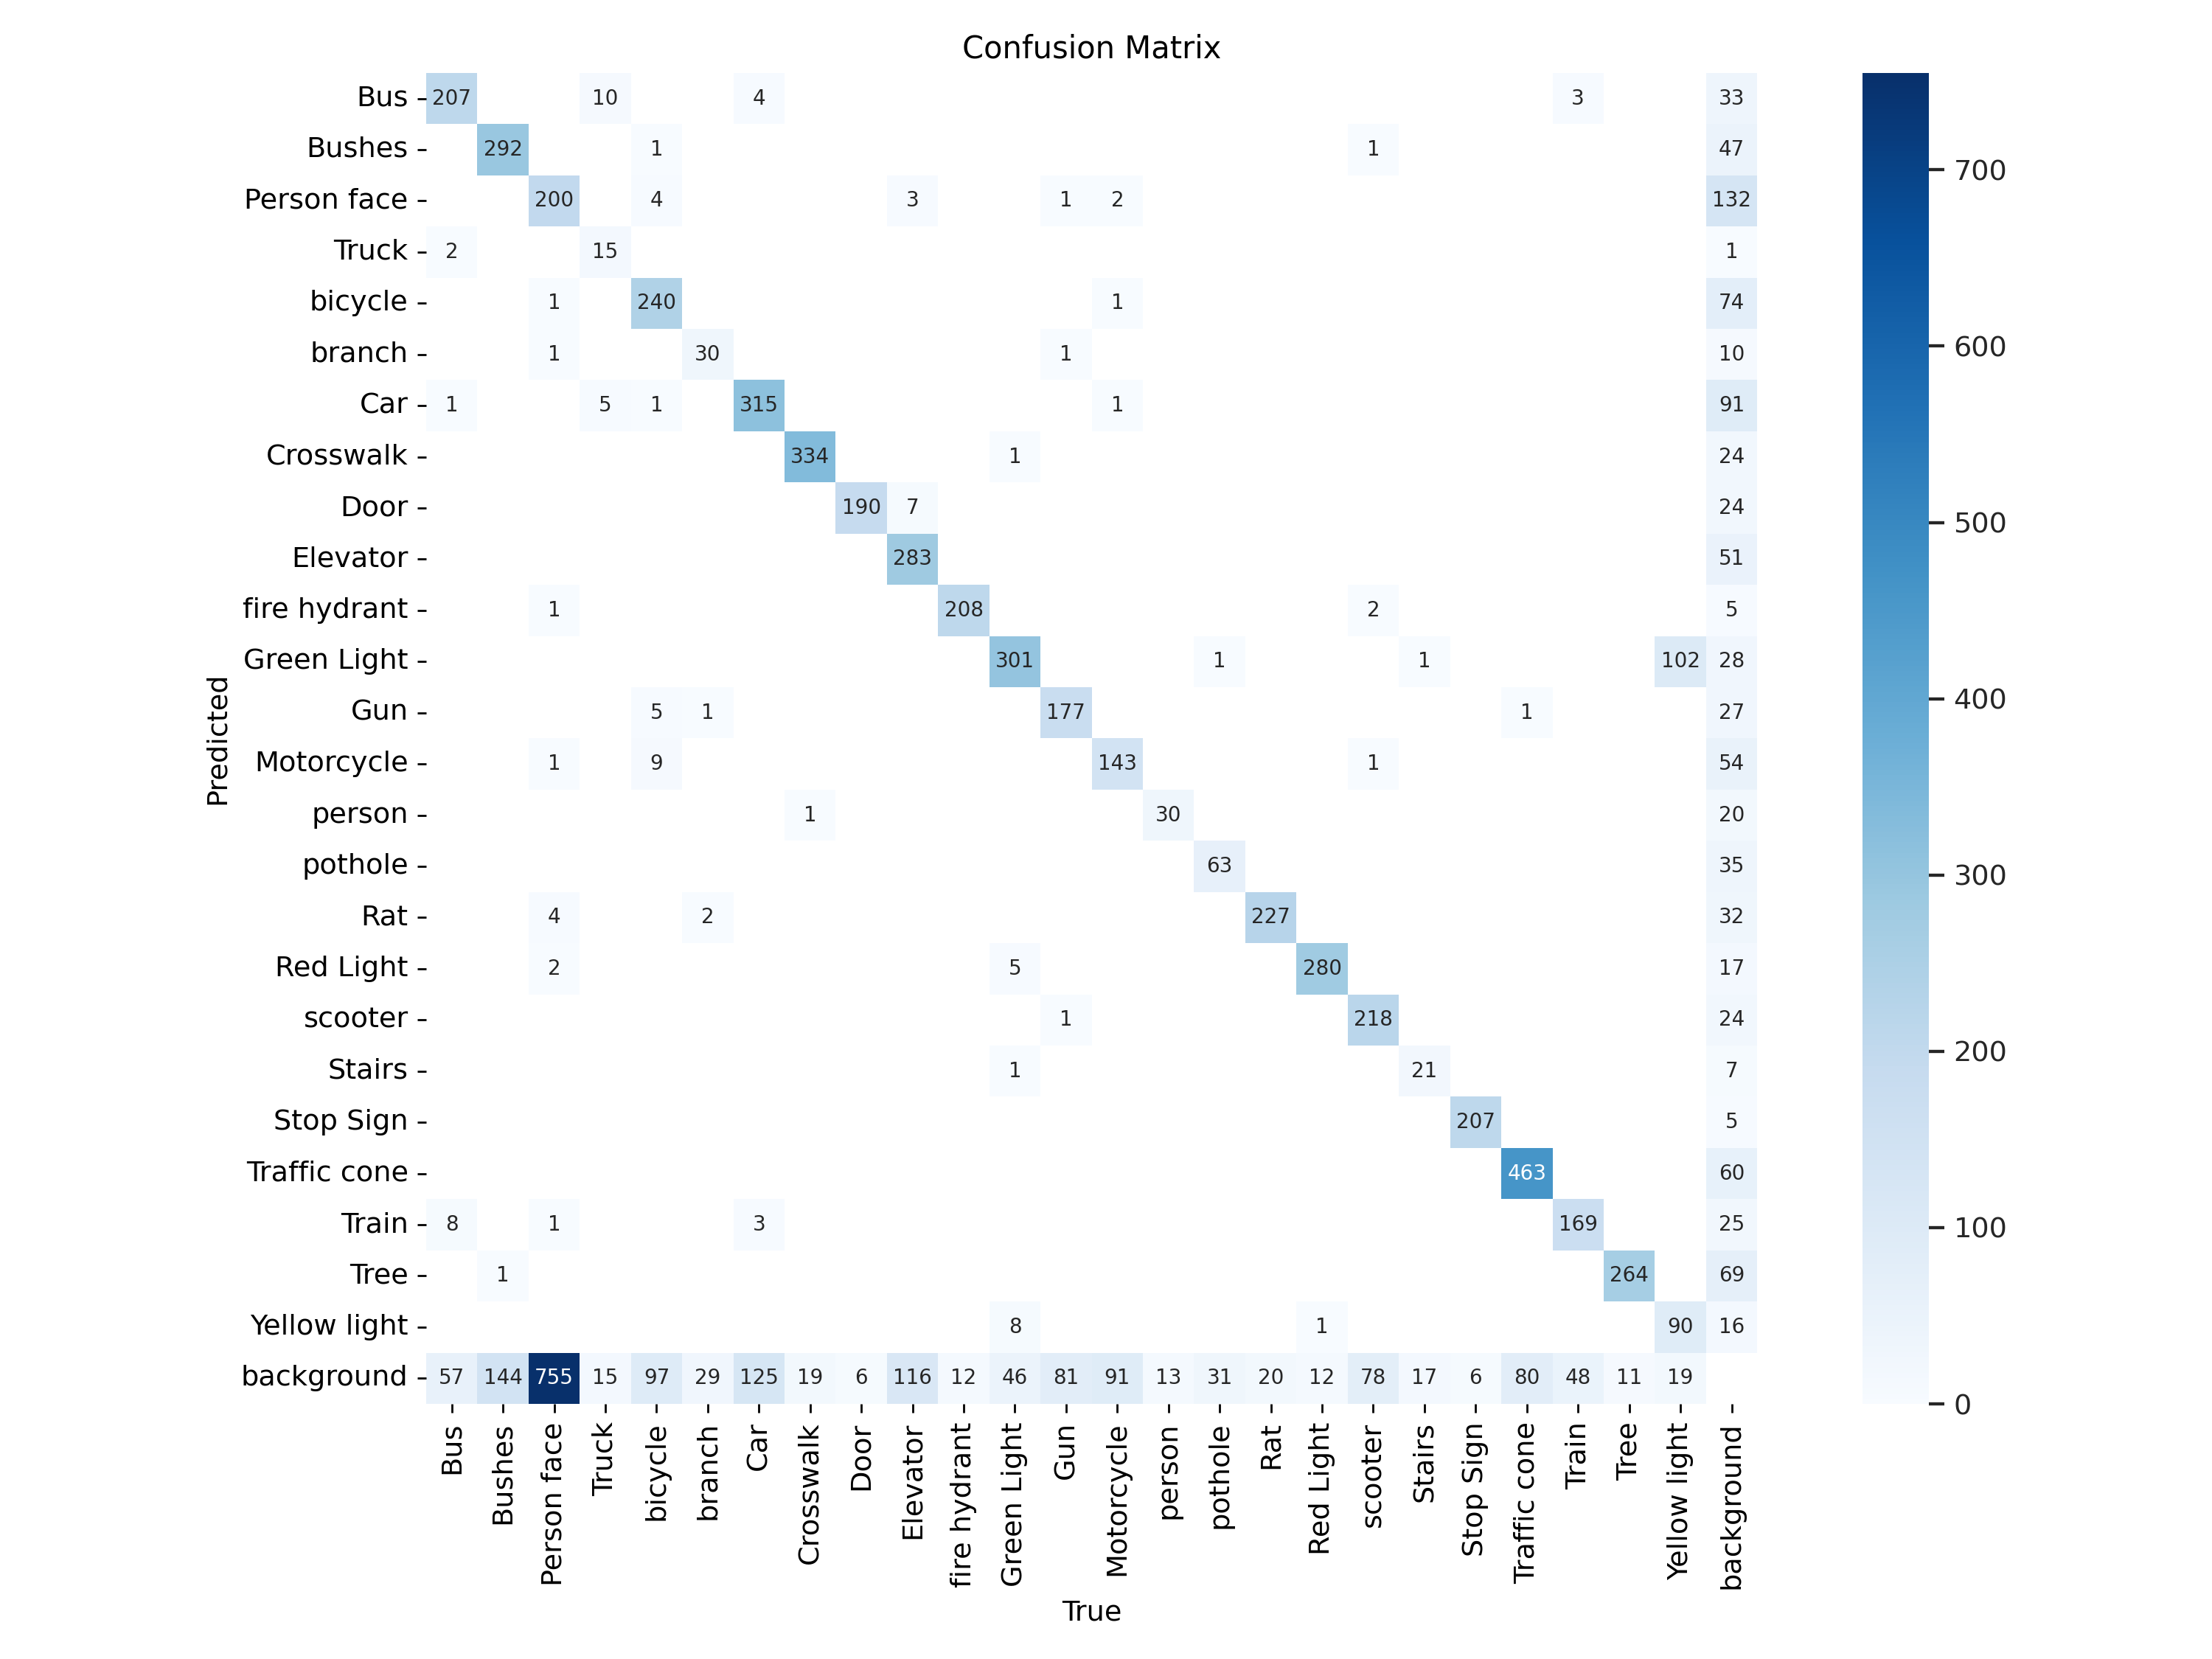 Confusion Matrix
Predicted
Bus 207 10 4 3 33
Bushes 292 1 1 47
Person face 200 4 3 1 2 132
Truck 2 15 1
bicycle 1 240 1 74
branch 1 30 1 10
Car 1 5 1 315 1 91
Crosswalk 334 1 24
Door 190 7 24
Elevator 283 51
fire hydrant 1 208 2 5
Green Light 301 1 1 102 28
Gun 5 1 177 1 27
Motorcycle 1 9 143 1 54
person 1 30 20
pothole 63 35
Rat 4 2 227 32
Red Light 2 5 280 17
scooter 1 218 24
Stairs 1 21 7
Stop Sign 207 5
Traffic cone 463 60
Train 8 1 3 169 25
Tree 1 264 69
Yellow light 8 1 90 16
background 57 144 755 15 97 29 125 19 6 116 12 46 81 91 13 31 20 12 78 17 6 80 48 11 19
Bus
Bushes
Person face
Truck
bicycle
branch
Car
Crosswalk
Door
Elevator
fire hydrant
Green Light
Gun
Motorcycle
person
pothole
Rat
Red Light
scooter
Stairs
Stop Sign
Traffic cone
Train
Tree
Yellow light
background
True
700
600
500
400
300
200
100
0